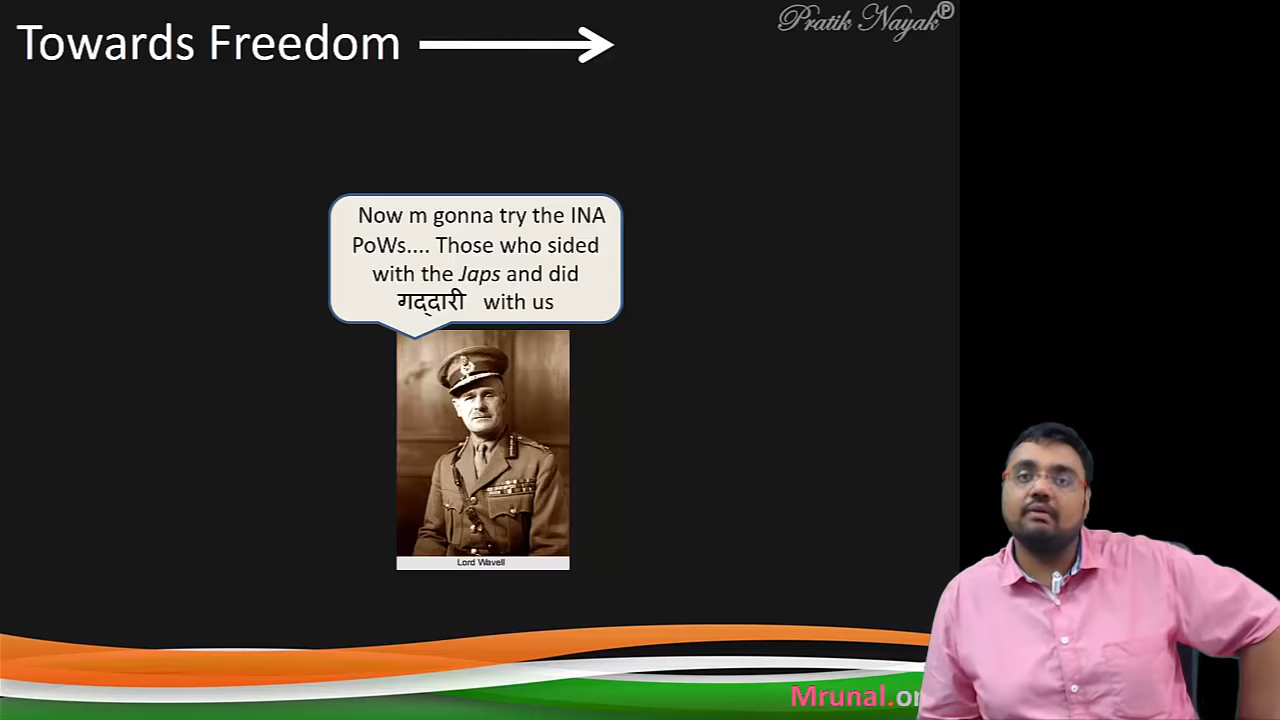 Towards Freedom
Pratik Nayak℗
Now m gonna try the INA
PoWs.... Those who sided
with the Japs and did
गद्दारी with us
Lord Wavell
Mrunal.or